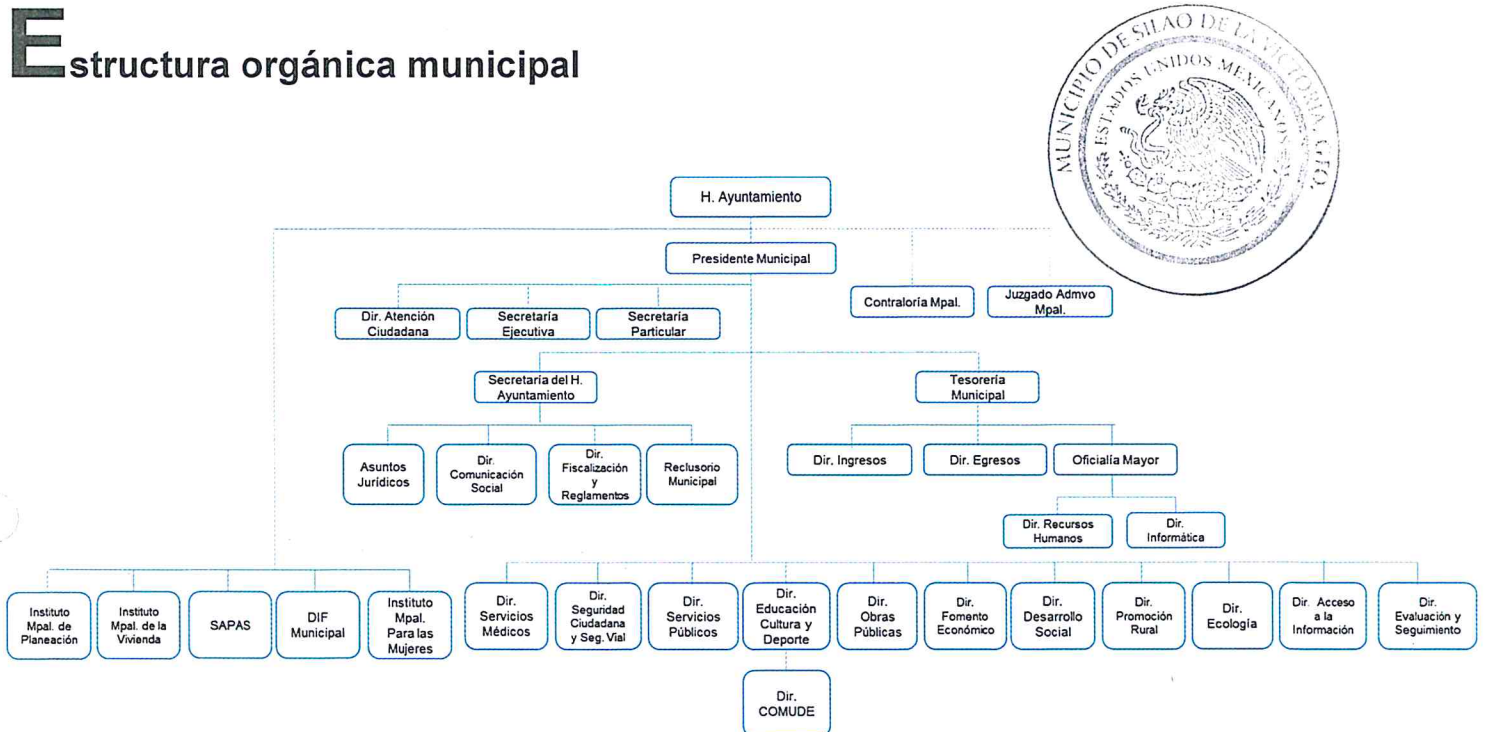 Estructura orgánica municipal
MUNICIPIO DE SILAO DE LA VICTORIA, GTO.
ESTADOS UNIDOS MEXICANOS
H. Ayuntamiento
Presidente Municipal
Contraloría Mpal.
Juzgado Admvo
Mpal.
Dir. Atención
Ciudadana
Secretaría
Ejecutiva
Secretaría
Particular
Secretaría del H.
Ayuntamiento
Tesorería
Municipal
Asuntos
Jurídicos
Dir.
Comunicación
Social
Dir.
Fiscalización
y
Reglamentos
Reclusorio
Municipal
Dir. Ingresos
Dir. Egresos
Oficialía Mayor
Dir. Recursos
Humanos
Dir.
Informática
Instituto
Mpal. de
Planeación
Instituto
Mpal. de la
Vivienda
SAPAS
DIF
Municipal
Instituto
Mpal.
Para las
Mujeres
Dir.
Servicios
Médicos
Dir.
Seguridad
Ciudadana
y Seg. Vial
Dir.
Servicios
Públicos
Dir.
Educación
Cultura y
Deporte
Dir.
Obras
Públicas
Dir.
Fomento
Económico
Dir.
Desarrollo
Social
Dir.
Promoción
Rural
Dir.
Ecología
Dir. Acceso
a la
Información
Dir.
Evaluación y
Seguimiento
Dir.
COMUDE